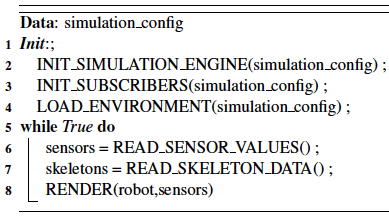 Data: simulation_config
1 Init:;
2 INIT_SIMULATION_ENGINE(simulation_config) ;
3 INIT_SUBSCRIBERS(simulation_config) ;
4 LOAD_ENVIRONMENT(simulation_config) ;
5 while True do
6 sensors = READ_SENSOR_VALUES() ;
7 skeletons = READ_SKELETON_DATA() ;
8 RENDER(robot,sensors)